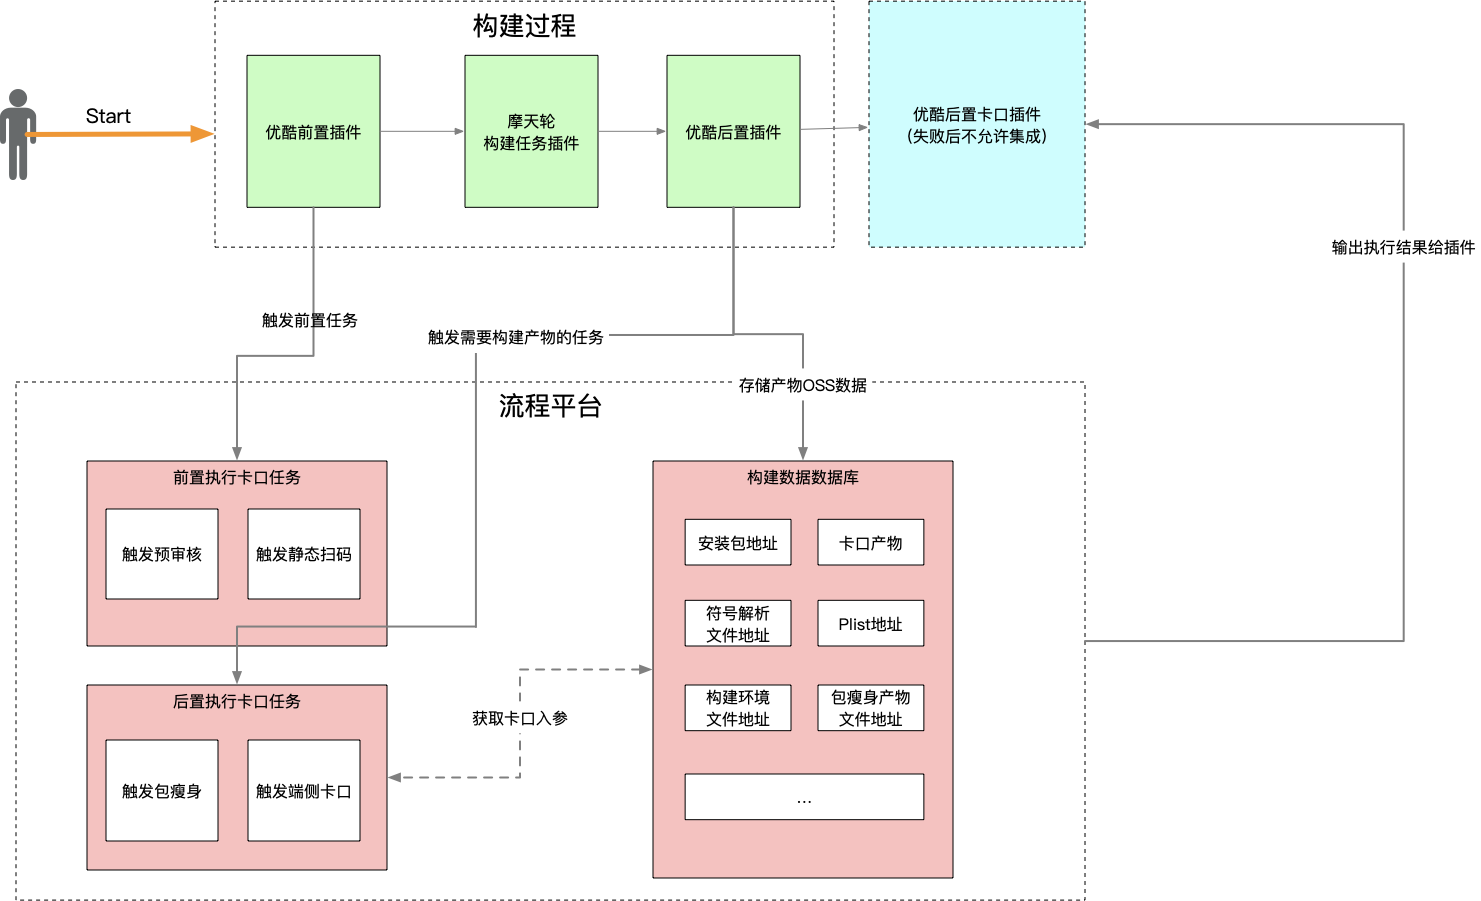 构建过程
Start
优酷前置插件
摩天轮
构建任务插件
优酷后置插件
优酷后置卡口插件
（失败后不允许集成）
输出执行结果给插件
触发前置任务
触发需要构建产物的任务
存储产物OSS数据
流程平台
前置执行卡口任务
触发预审核
触发静态扫码
后置执行卡口任务
触发包瘦身
触发端侧卡口
获取卡口入参
构建数据数据库
安装包地址
卡口产物
符号解析
文件地址
Plist地址
构建环境
文件地址
包瘦身产物
文件地址
...